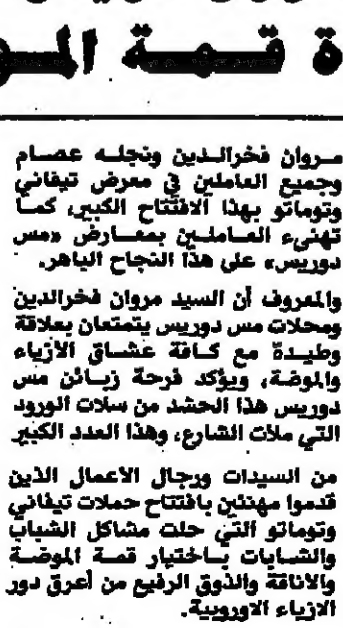 ة قمة المو
مروان فخرالدين ونجله عصام
وجميع العاملين في معرض تيفاني
وتوماتو بهذا الافتتاح الكبير، كما
تهنىء العاملين بمعارض «مس
دوريس» على هذا النجاح الباهر.
والمعروف أن السيد مروان فخرالدين
ومحلات مس دوريس يتمتعان بعلاقة
وطيدة مع كافة عشاق الأزياء
والموضة، ويؤكد فرحة زبائن مس
دوريس هذا الحشد من سلات الورود
التي ملات الشارع، وهذا العدد الكبير
من السيدات ورجال الاعمال الذين
قدموا مهنئين بافتتاح حملات تيفاني
وتوماتو التي حلت مشاكل الشباب
والشابات باختيار قمة الموضة
والاناقة والذوق الرفيع من أعرق دور
الازياء الاوروبية.